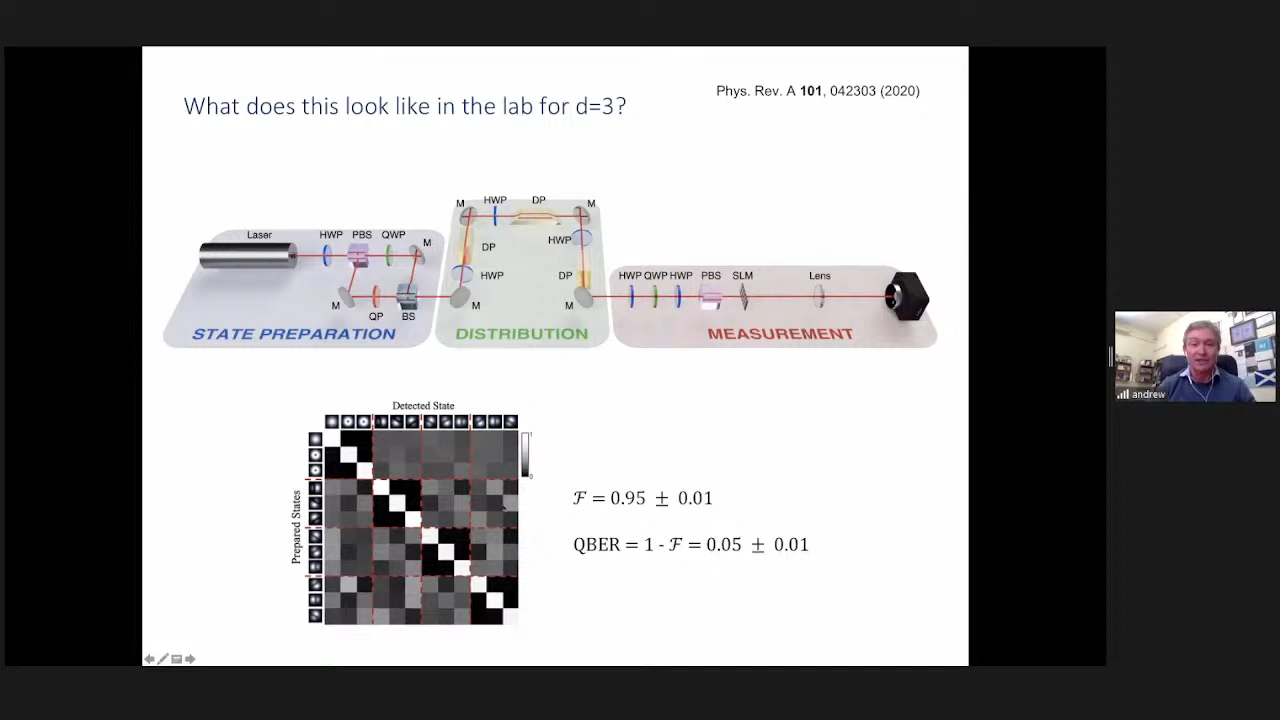 What does this look like in the lab for d=3?
Phys. Rev. A 101, 042303 (2020)
M HWP DP M
Laser HWP PBS QWP M
DP HWP
HWP DP
HWP QWP HWP PBS SLM Lens
M QP BS M M
STATE PREPARATION DISTRIBUTION MEASUREMENT
Detected State
1
0
Prepared States
ℱ = 0.95 ± 0.01
QBER = 1 - ℱ = 0.05 ± 0.01
andrew